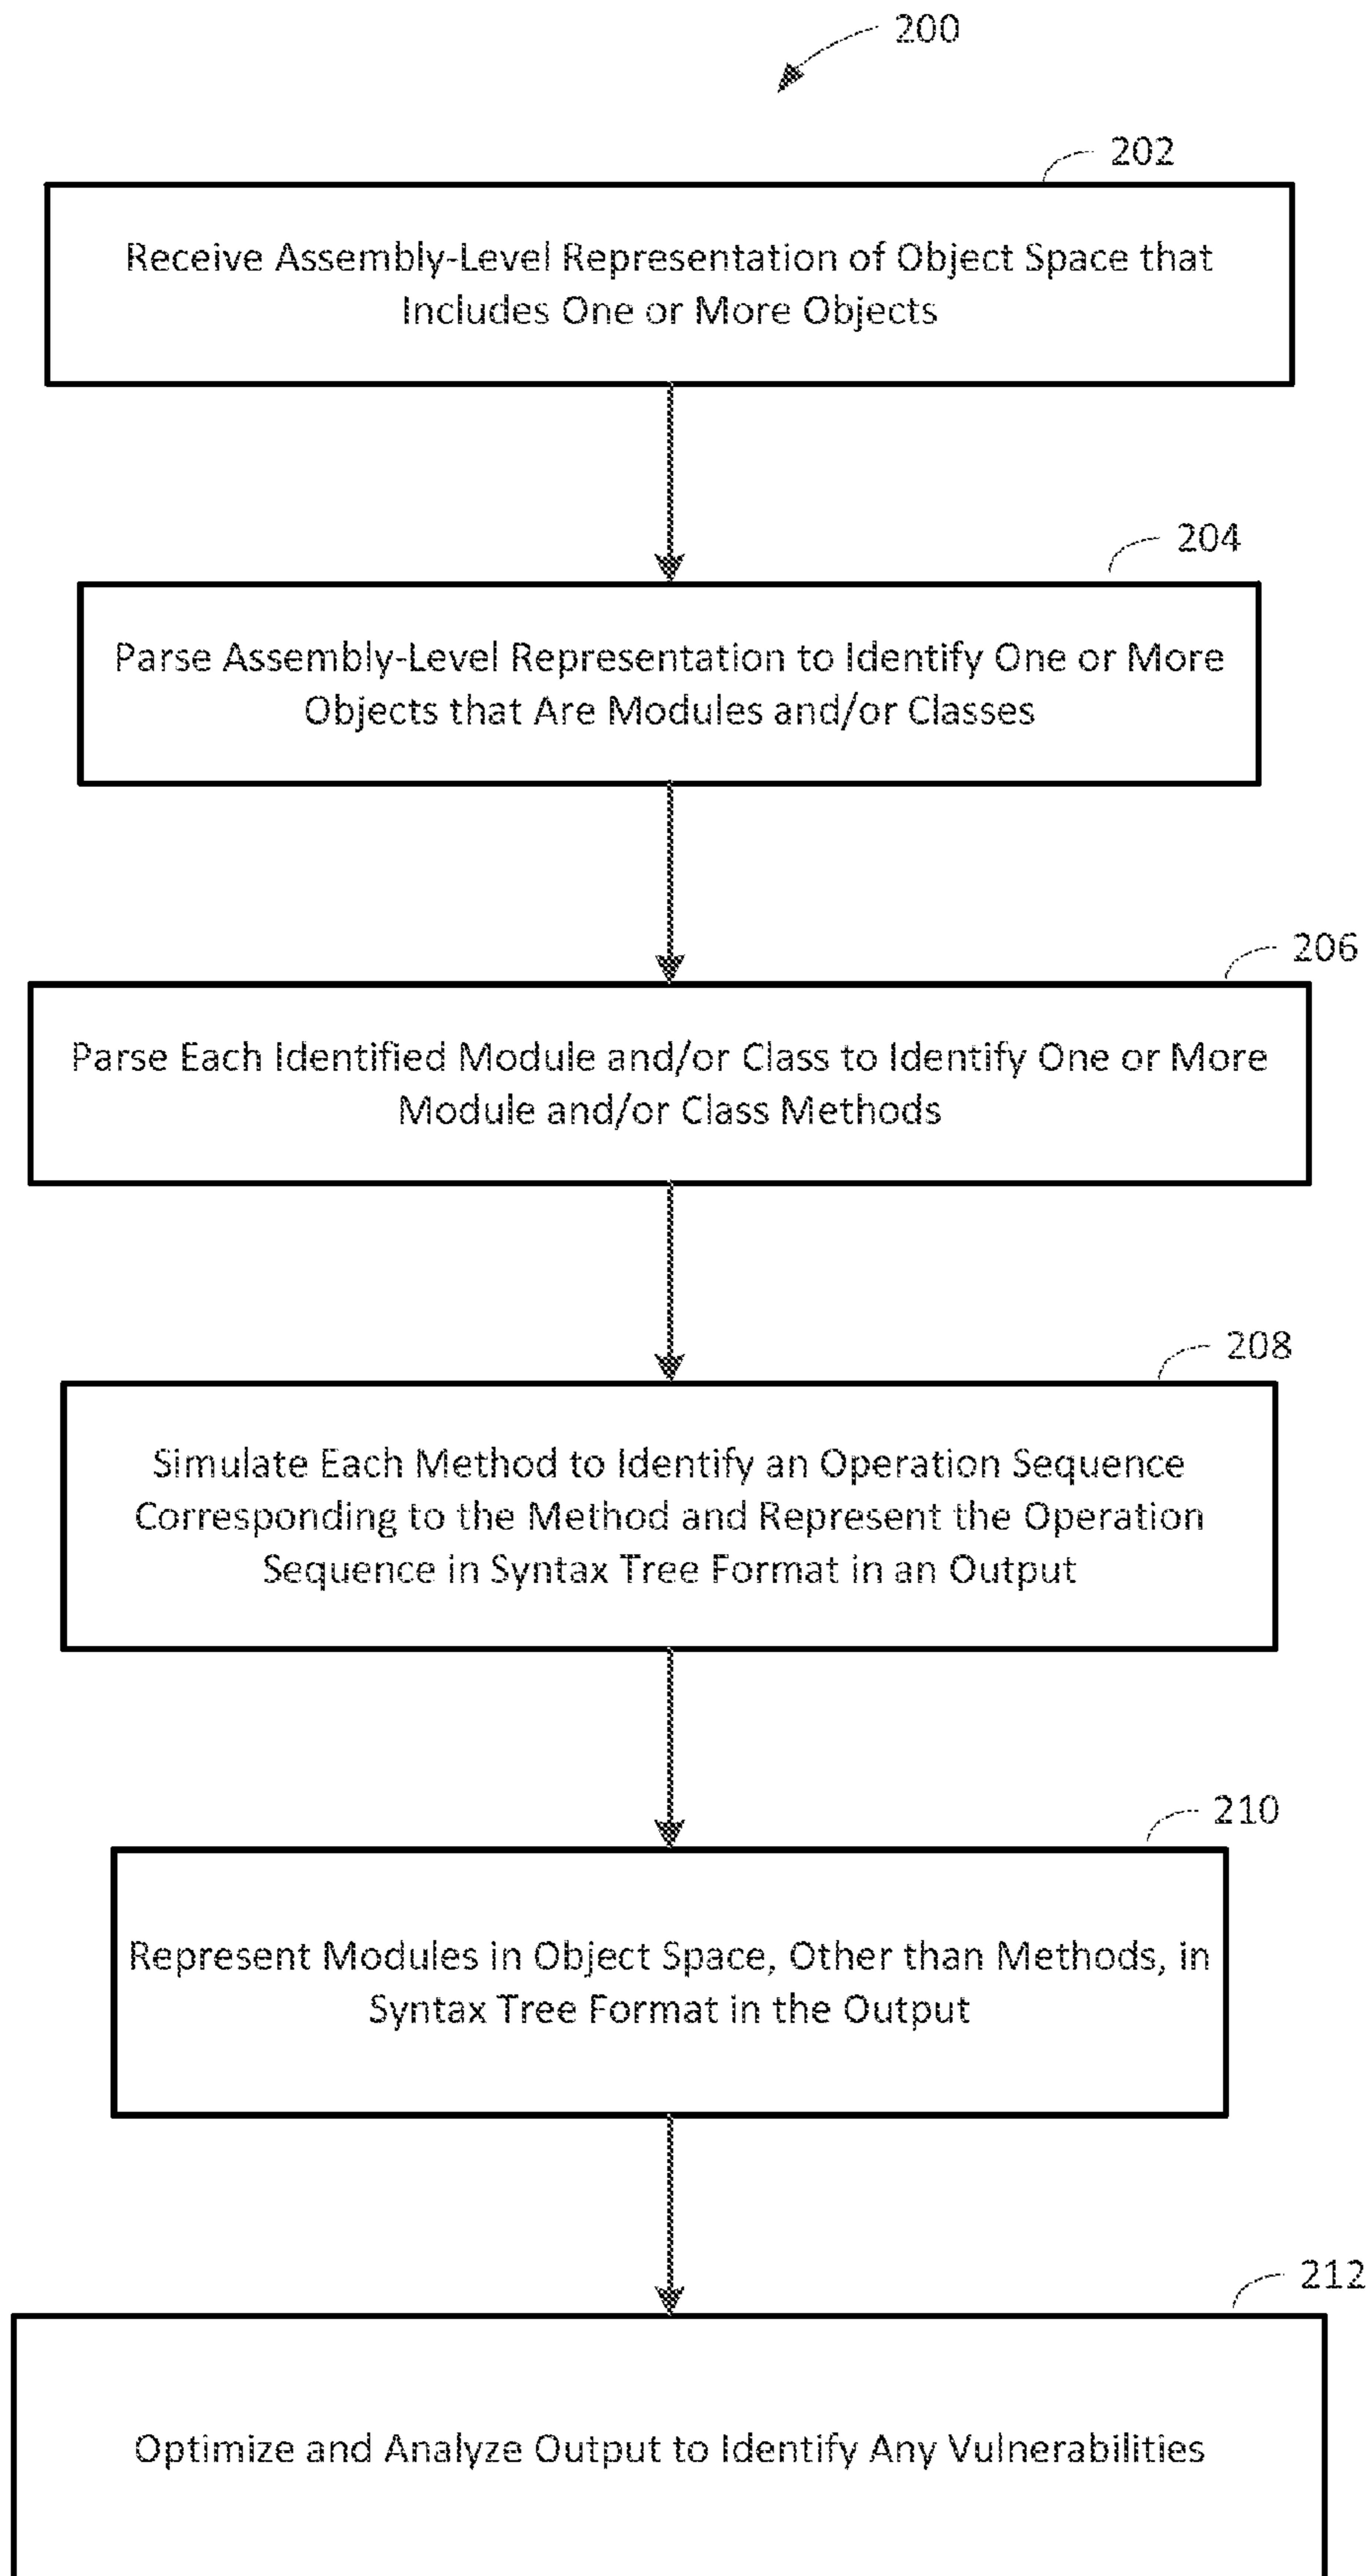 200
202
Receive Assembly-Level Representation of Object Space that
Includes One or More Objects
204
Parse Assembly-Level Representation to Identify One or More
Objects that Are Modules and/or Classes
206
Parse Each Identified Module and/or Class to Identify One or More
Module and/or Class Methods
208
Simulate Each Method to Identify an Operation Sequence
Corresponding to the Method and Represent the Operation
Sequence in Syntax Tree Format in an Output
210
Represent Modules in Object Space, Other than Methods, in
Syntax Tree Format in the Output
212
Optimize and Analyze Output to Identify Any Vulnerabilities